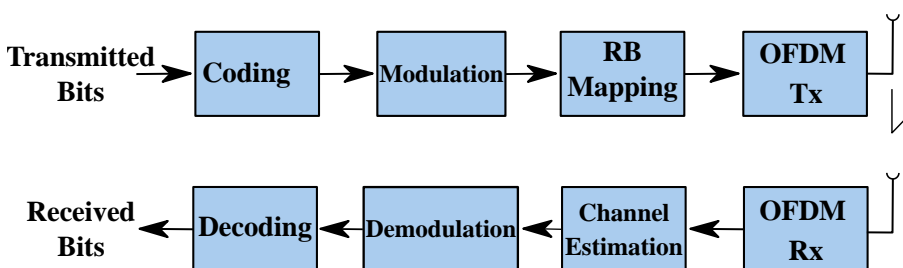 Transmitted
Bits
Coding
Modulation
RB
Mapping
OFDM
Tx
Received
Bits
Decoding
Demodulation
Channel
Estimation
OFDM
Rx